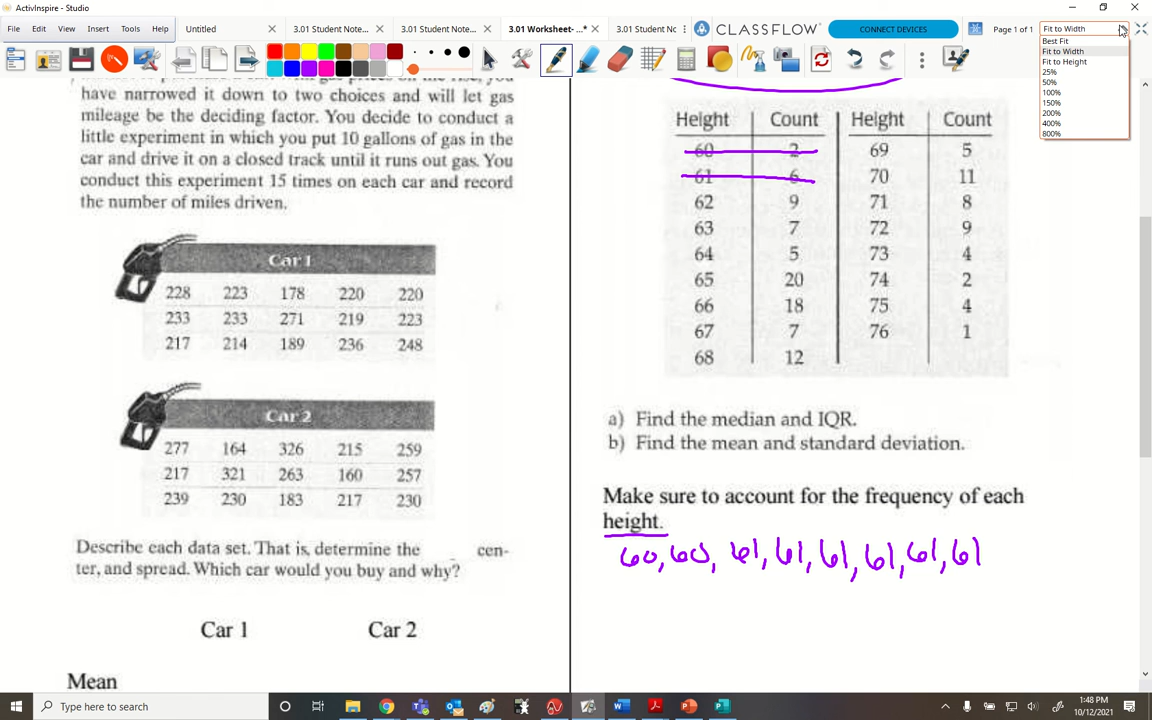 ActivInspire - Studio
File Edit View Insert Tools Help
Untitled
3.01 Student Note...
3.01 Student Note...
3.01 Worksheet- ...*
3.01 Student Nc
CLASSFLOW
CONNECT DEVICES
Page 1 of 1
Fit to Width
Best Fit
Fit to Width
Fit to Height
25%
50%
100%
150%
200%
400%
800%
have narrowed it down to two choices and will let gas
mileage be the deciding factor. You decide to conduct a
little experiment in which you put 10 gallons of gas in the
car and drive it on a closed track until it runs out gas. You
conduct this experiment 15 times on each car and record
the number of miles driven.
Car 1
228 223 178 220 220
233 233 271 219 223
217 214 189 236 248
Car 2
277 164 326 215 259
217 321 263 160 257
239 230 183 217 230
Describe each data set. That is, determine the cen-
ter, and spread. Which car would you buy and why?
Car 1 Car 2
Mean
Height Count Height Count
60 2 69 5
61 6 70 11
62 9 71 8
63 7 72 9
64 5 73 4
65 20 74 2
66 18 75 4
67 7 76 1
68 12
a) Find the median and IQR.
b) Find the mean and standard deviation.
Make sure to account for the frequency of each
height.
60, 60, 61, 61, 61, 61, 61, 61
Type here to search
1:48 PM
10/12/2021